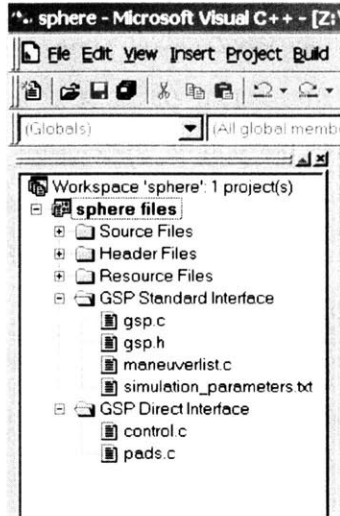 sphere - Microsoft Visual C++ - [Z:
File Edit View Insert Project Build
(Globals) (All global memb
Workspace 'sphere': 1 project(s)
sphere files
Source Files
Header Files
Resource Files
GSP Standard Interface
gsp.c
gsp.h
maneuverlist.c
simulation_parameters.txt
GSP Direct Interface
control.c
pads.c